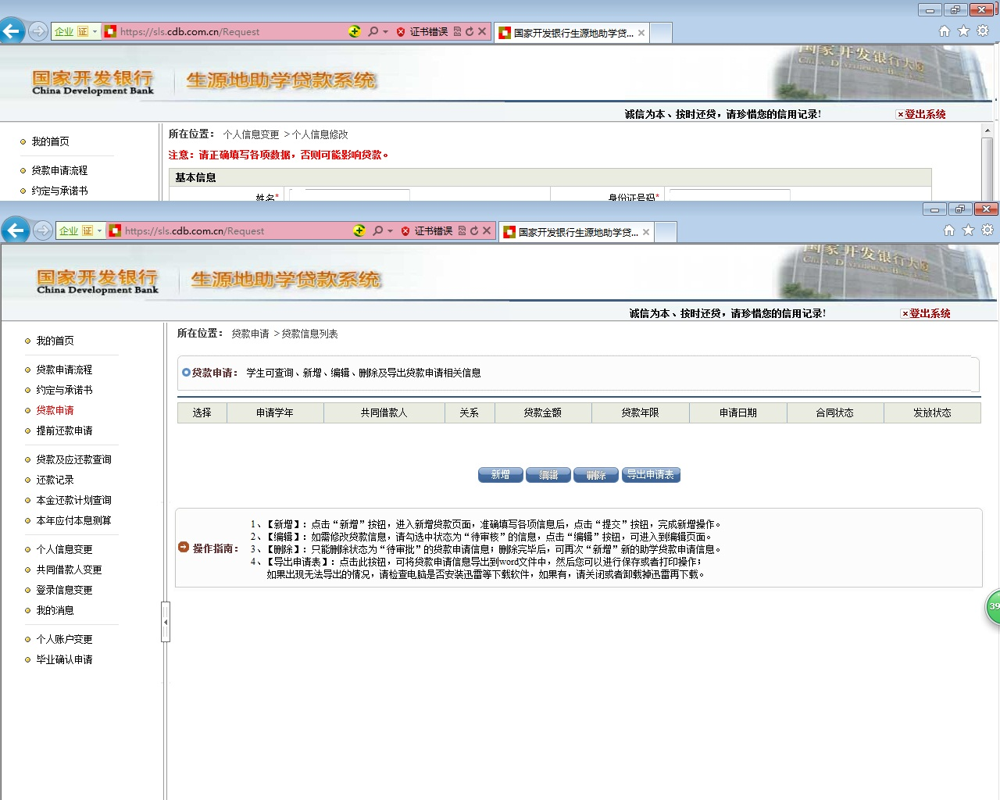 企业 证 https://sls.cdb.com.cn/Request 证书错误 国家开发银行生源地助学贷...
国家开发银行 生源地助学贷款系统
China Development Bank
国家开发银行大厦
诚信为本、按时还贷，请珍惜您的信用记录! 登出系统
我的首页
贷款申请流程
约定与承诺书
所在位置： 个人信息变更 >个人信息修改
注意：请正确填写各项数据，否则可能影响贷款。
基本信息
姓名* 身份证号码*
企业 证 https://sls.cdb.com.cn/Request 证书错误 国家开发银行生源地助学贷...
国家开发银行 生源地助学贷款系统
China Development Bank
国家开发银行大厦
诚信为本、按时还贷，请珍惜您的信用记录! 登出系统
我的首页
贷款申请流程
约定与承诺书
贷款申请
提前还款申请
贷款及应还款查询
还款记录
本金还款计划查询
本年应付本息测算
个人信息变更
共同借款人变更
登录信息变更
我的消息
个人账户变更
毕业确认申请
所在位置： 贷款申请 >贷款信息列表
贷款申请： 学生可查询、新增、编辑、删除及导出贷款申请相关信息
选择 申请学年 共同借款人 关系 贷款金额 贷款年限 申请日期 合同状态 发放状态
新增 编辑 删除 导出申请表
操作指南：
1、【新增】：点击“新增”按钮，进入新增贷款页面，准确填写各项信息后，点击“提交”按钮，完成新增操作。
2、【编辑】：如需修改贷款信息，请勾选中状态为“待审核”的信息，点击“编辑”按钮，可进入到编辑页面。
3、【删除】：只能删除状态为“待审批”的贷款申请信息；删除完毕后，可再次“新增”新的助学贷款申请信息。
4、【导出申请表】：点击此按钮，可将贷款申请信息导出到word文件中，然后您可以进行保存或者打印操作；
如果出现无法导出的情况，请检查电脑是否安装迅雷等下载软件，如果有，请关闭或者卸载掉迅雷再下载。
39